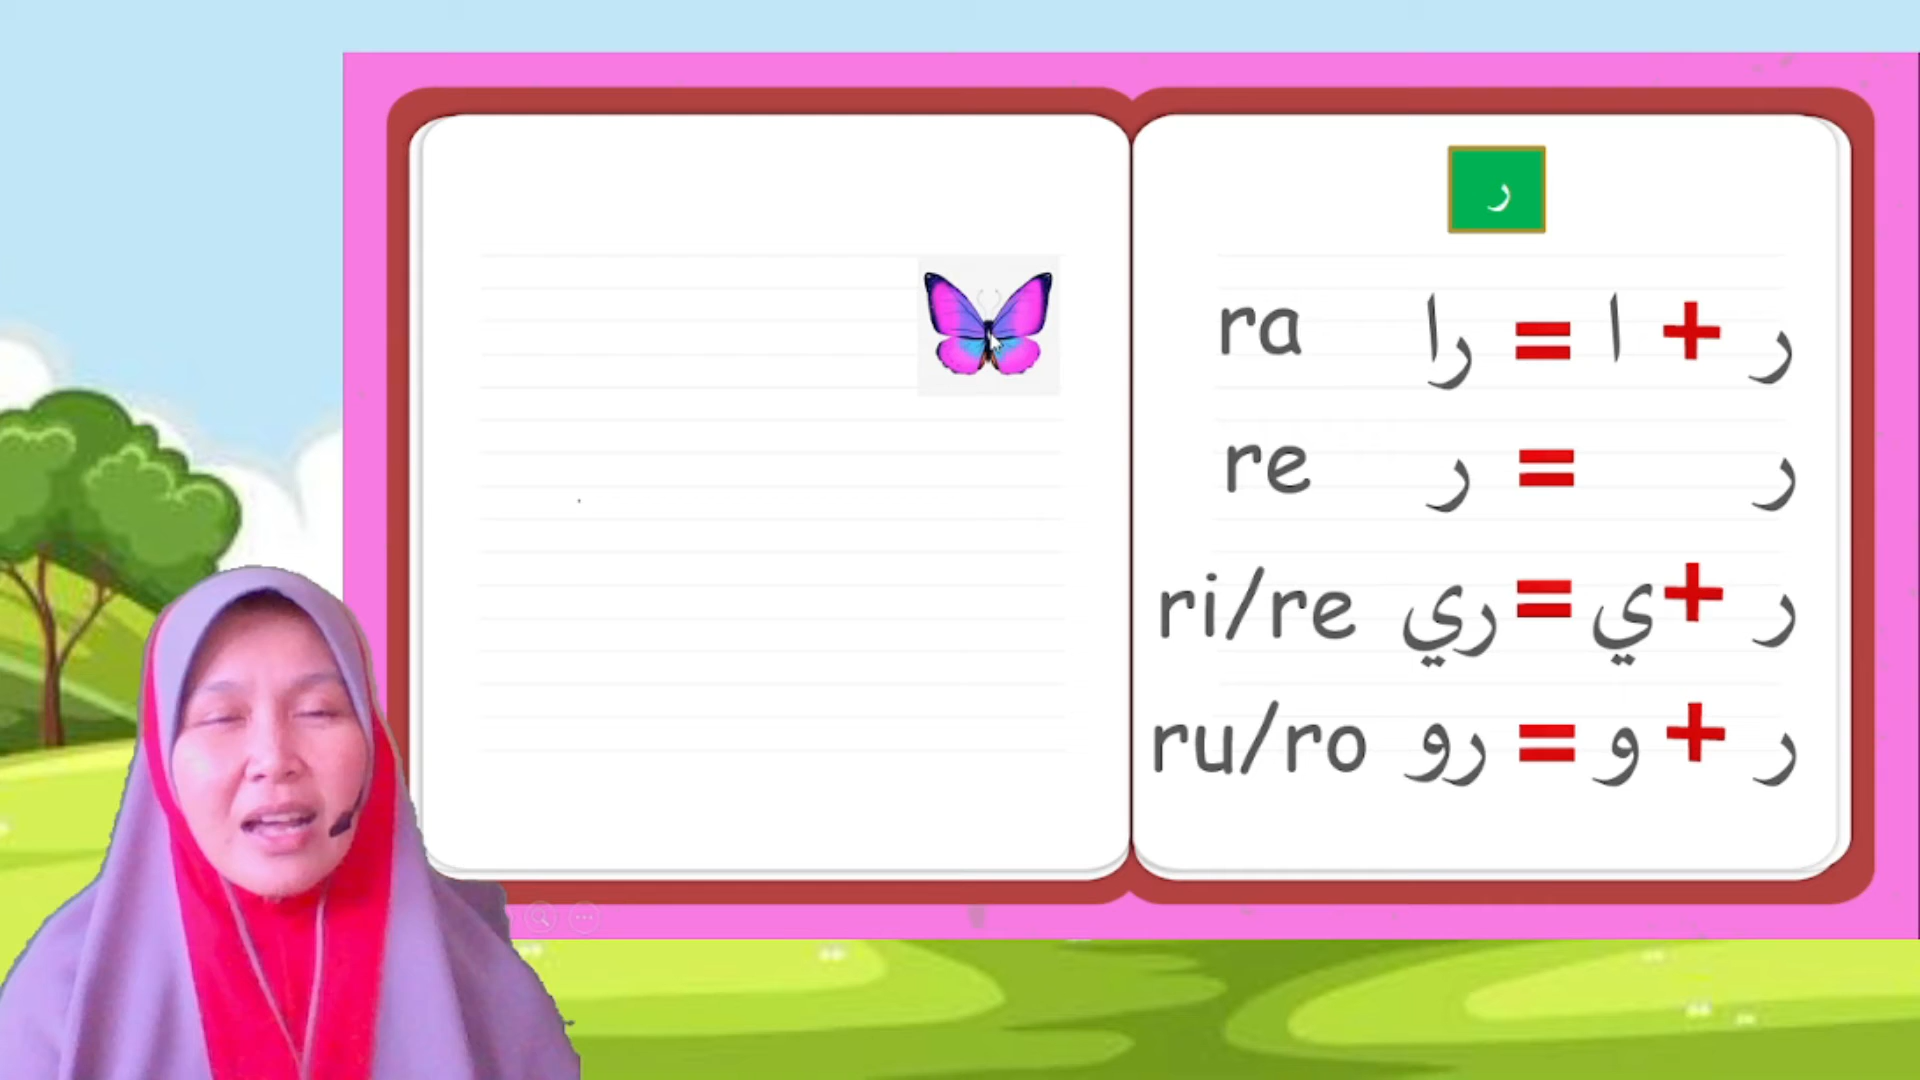 ر
ر + ا = را ra
ر = ر re
ر + ي = ري ri/re
ر + و = رو ru/ro